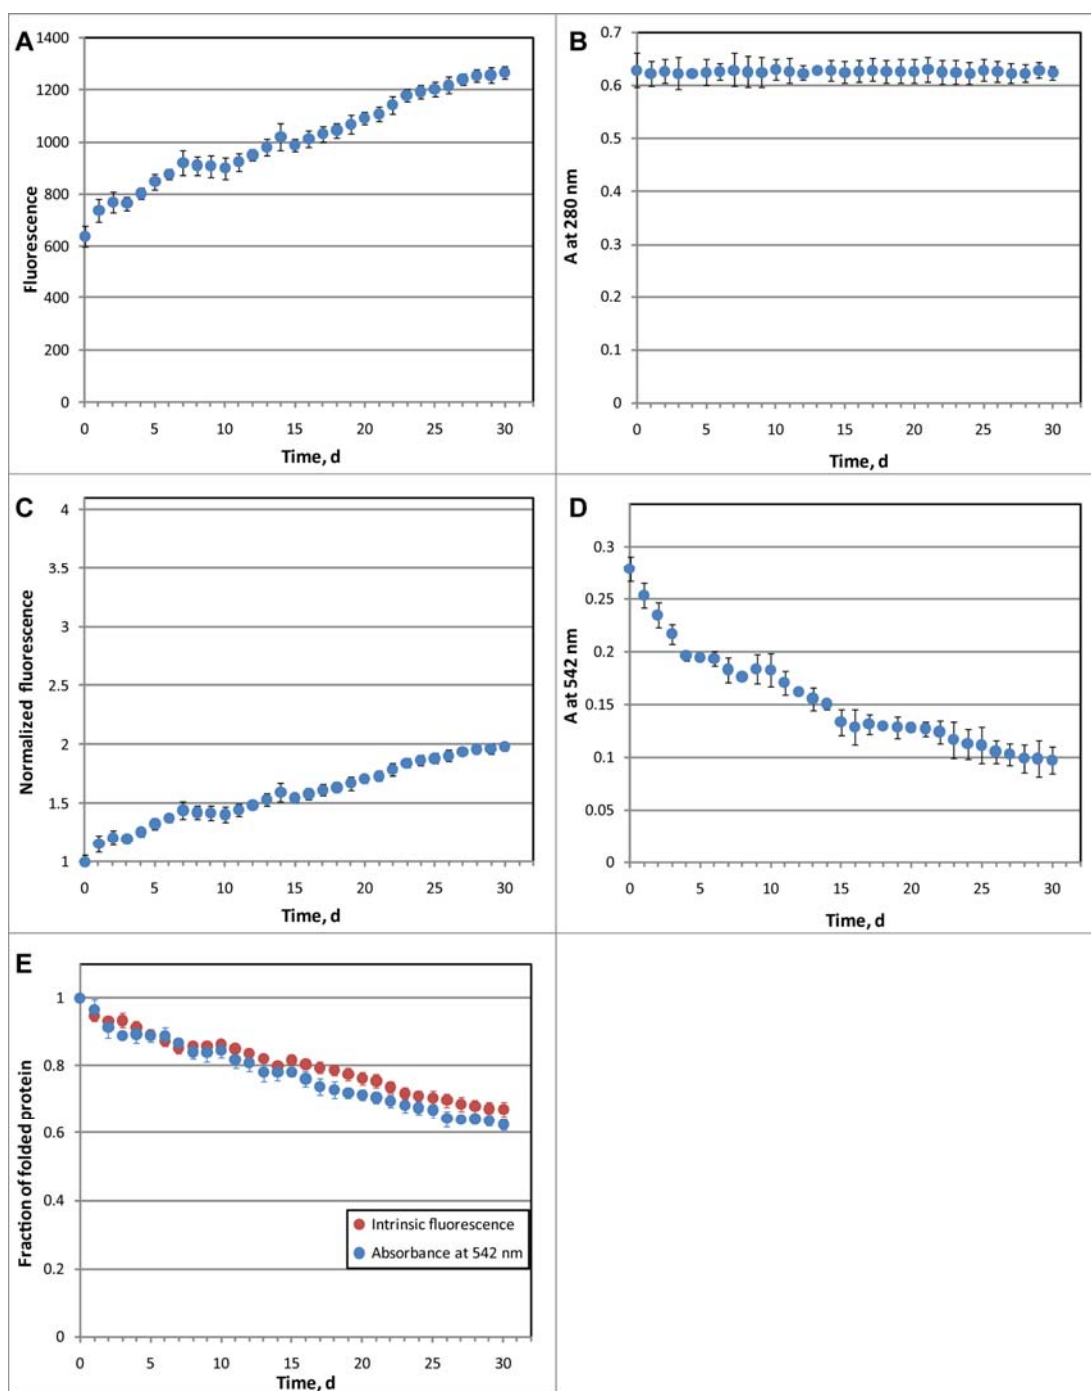 A
1400
1200
1000
800
600
400
200
0
Fluorescence
0 5 10 15 20 25 30
Time, d
B
0.7
0.6
0.5
0.4
0.3
0.2
0.1
0
A at 280 nm
0 5 10 15 20 25 30
Time, d
C
4
3.5
3
2.5
2
1.5
1
Normalized fluorescence
0 5 10 15 20 25 30
Time, d
D
0.3
0.25
0.2
0.15
0.1
0.05
0
A at 542 nm
0 5 10 15 20 25 30
Time, d
E
1
0.8
0.6
0.4
0.2
0
Fraction of folded protein
Intrinsic fluorescence
Absorbance at 542 nm
0 5 10 15 20 25 30
Time, d